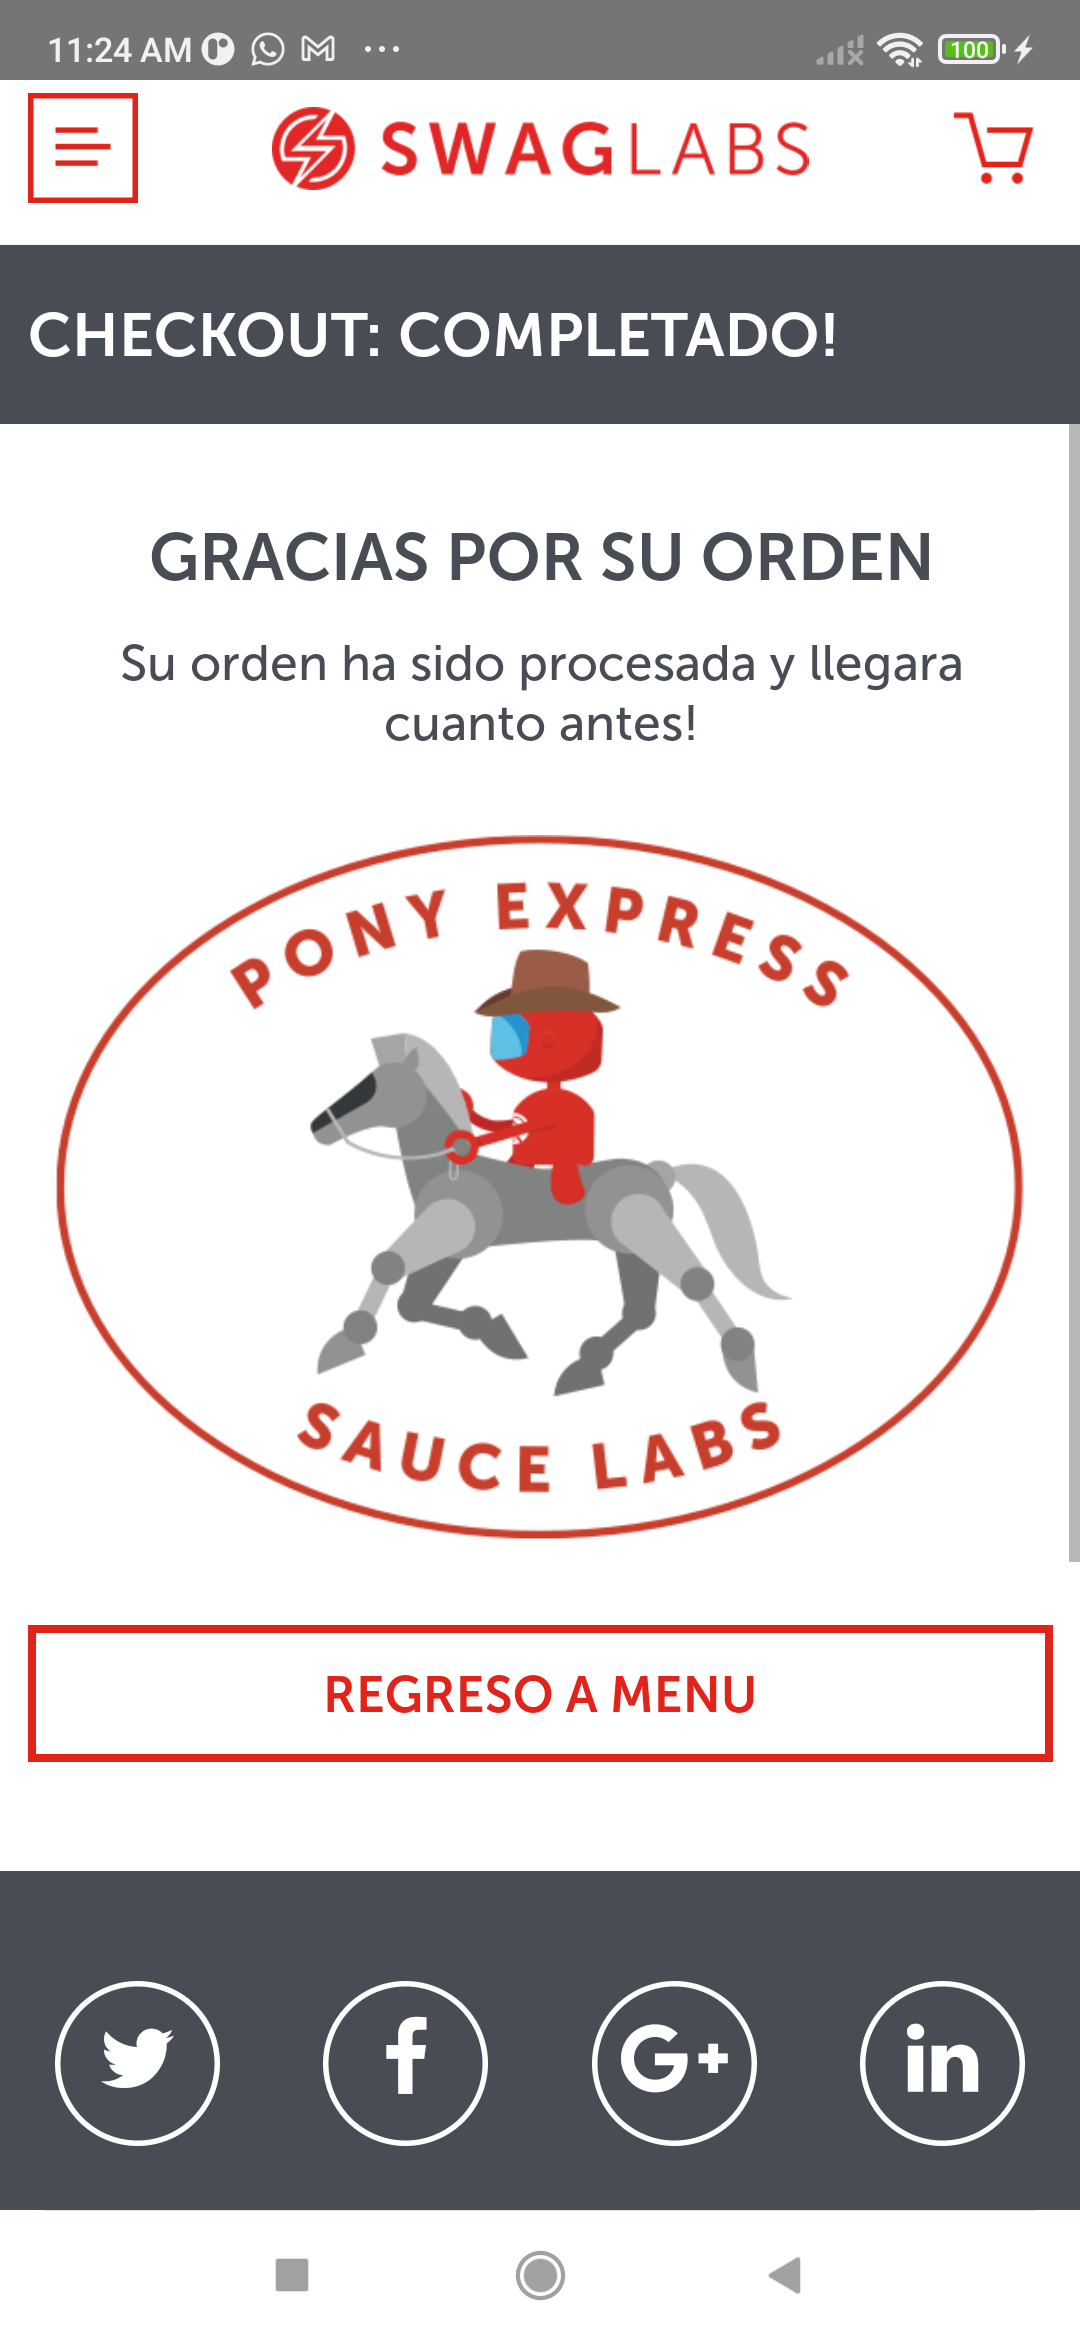 11:24 AM
100
SWAGLABS
CHECKOUT: COMPLETADO!
GRACIAS POR SU ORDEN
Su orden ha sido procesada y llegara
cuanto antes!
PONY EXPRESS
SAUCE LABS
REGRESO A MENU
G+
in